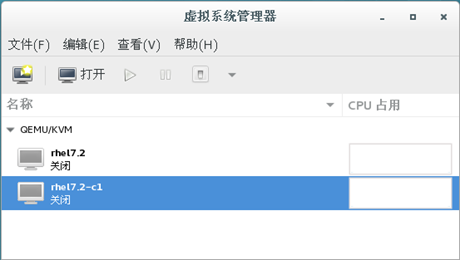 虚拟系统管理器
文件(F) 编辑(E) 查看(V) 帮助(H)
打开
名称 CPU 占用
QEMU/KVM
rhel7.2
关闭
rhel7.2-c1
关闭